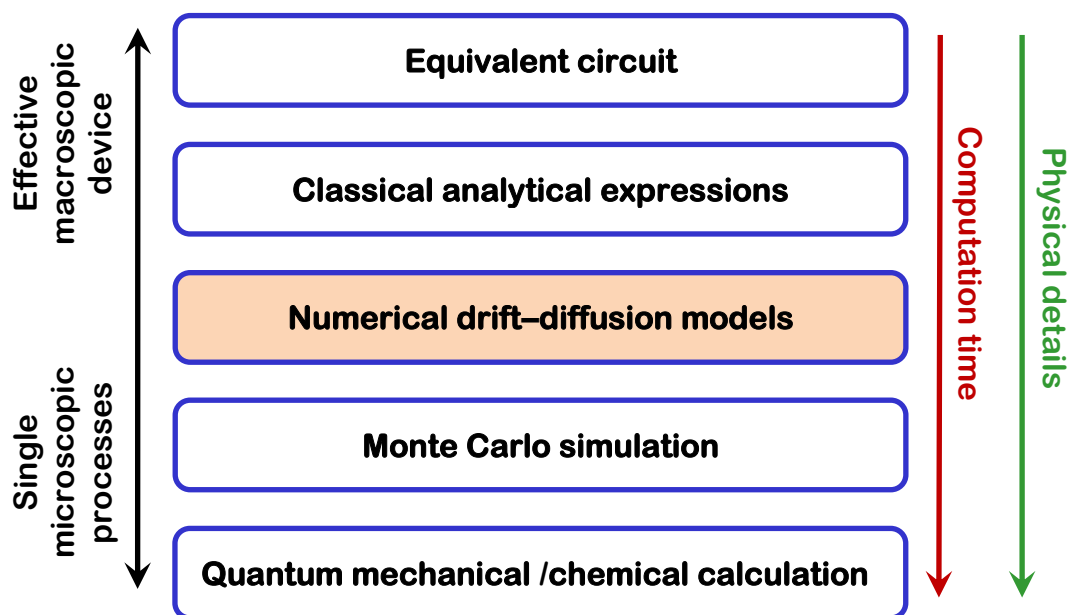 Effective
macroscopic
device
Single
microscopic
processes
Equivalent circuit
Classical analytical expressions
Numerical drift–diffusion models
Monte Carlo simulation
Quantum mechanical /chemical calculation
Computation time
Physical details